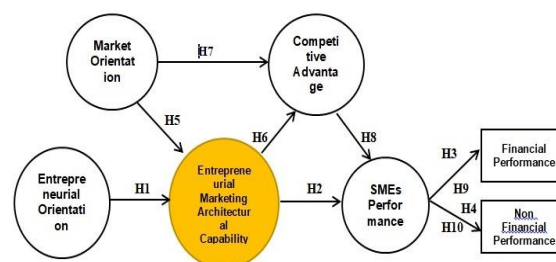 Market
Orientat
ion
H7
Competi
tive
Advanta
ge
H5
H6
H8
Entrepre
neurial
Orientati
on
H1
Entreprene
urial
Marketing
Architectur
al
Capability
H2
SMEs
Perfor
mance
H3
H9
H4
H10
Financial
Performance
Non
Financial
Performance